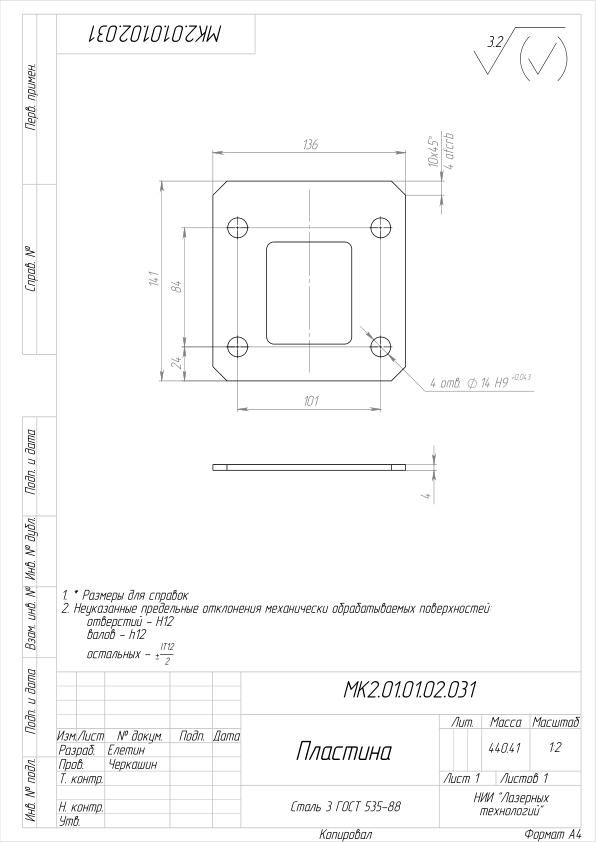 МК2.01.01.02.031
3.2
Перв. примен.
Справ. №
136
10x45°
4 afcrb
141
84
24
101
4 отв. ⌀ 14 H9 +0,043
4
Подп. и дата
Инв. № дубл.
Взам. инв. №
Подп. и дата
Инв. № подл.
1. * Размеры для справок
2. Неуказанные предельные отклонения механически обрабатываемых поверхностей:
отверстий - H12
валов - h12
остальных - ± IT12
2
МК2.01.01.02.031
Изм. Лист № докум. Подп. Дата
Разраб. Елетин
Пров. Черкашин
Т. контр.
Н. контр.
Утв.
Пластина
Лит. Масса Масштаб
440.41 1:2
Лист 1 Листов 1
Сталь 3 ГОСТ 535-88
НИИ "Лазерных
технологий"
Копировал Формат А4